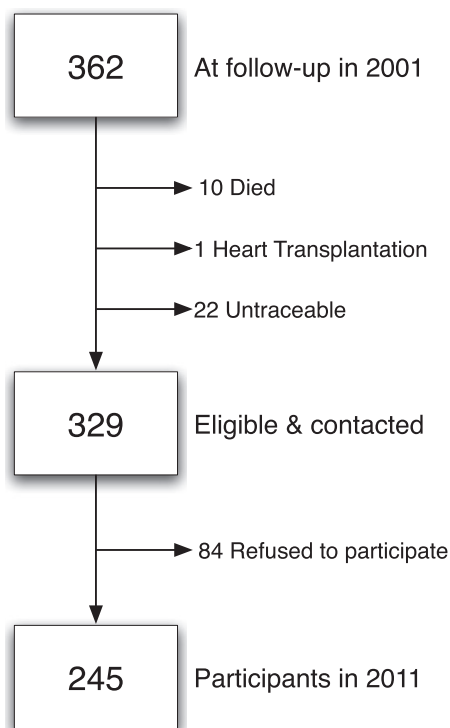 362 At follow-up in 2001
10 Died
1 Heart Transplantation
22 Untraceable
329 Eligible & contacted
84 Refused to participate
245 Participants in 2011